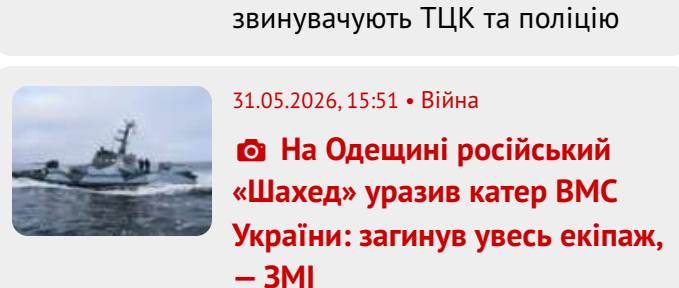 звинувачують ТЦК та поліцію
31.05.2026, 15:51 • Війна
На Одещині російський
«Шахед» уразив катер ВМС
України: загинув увесь екіпаж,
— ЗМІ